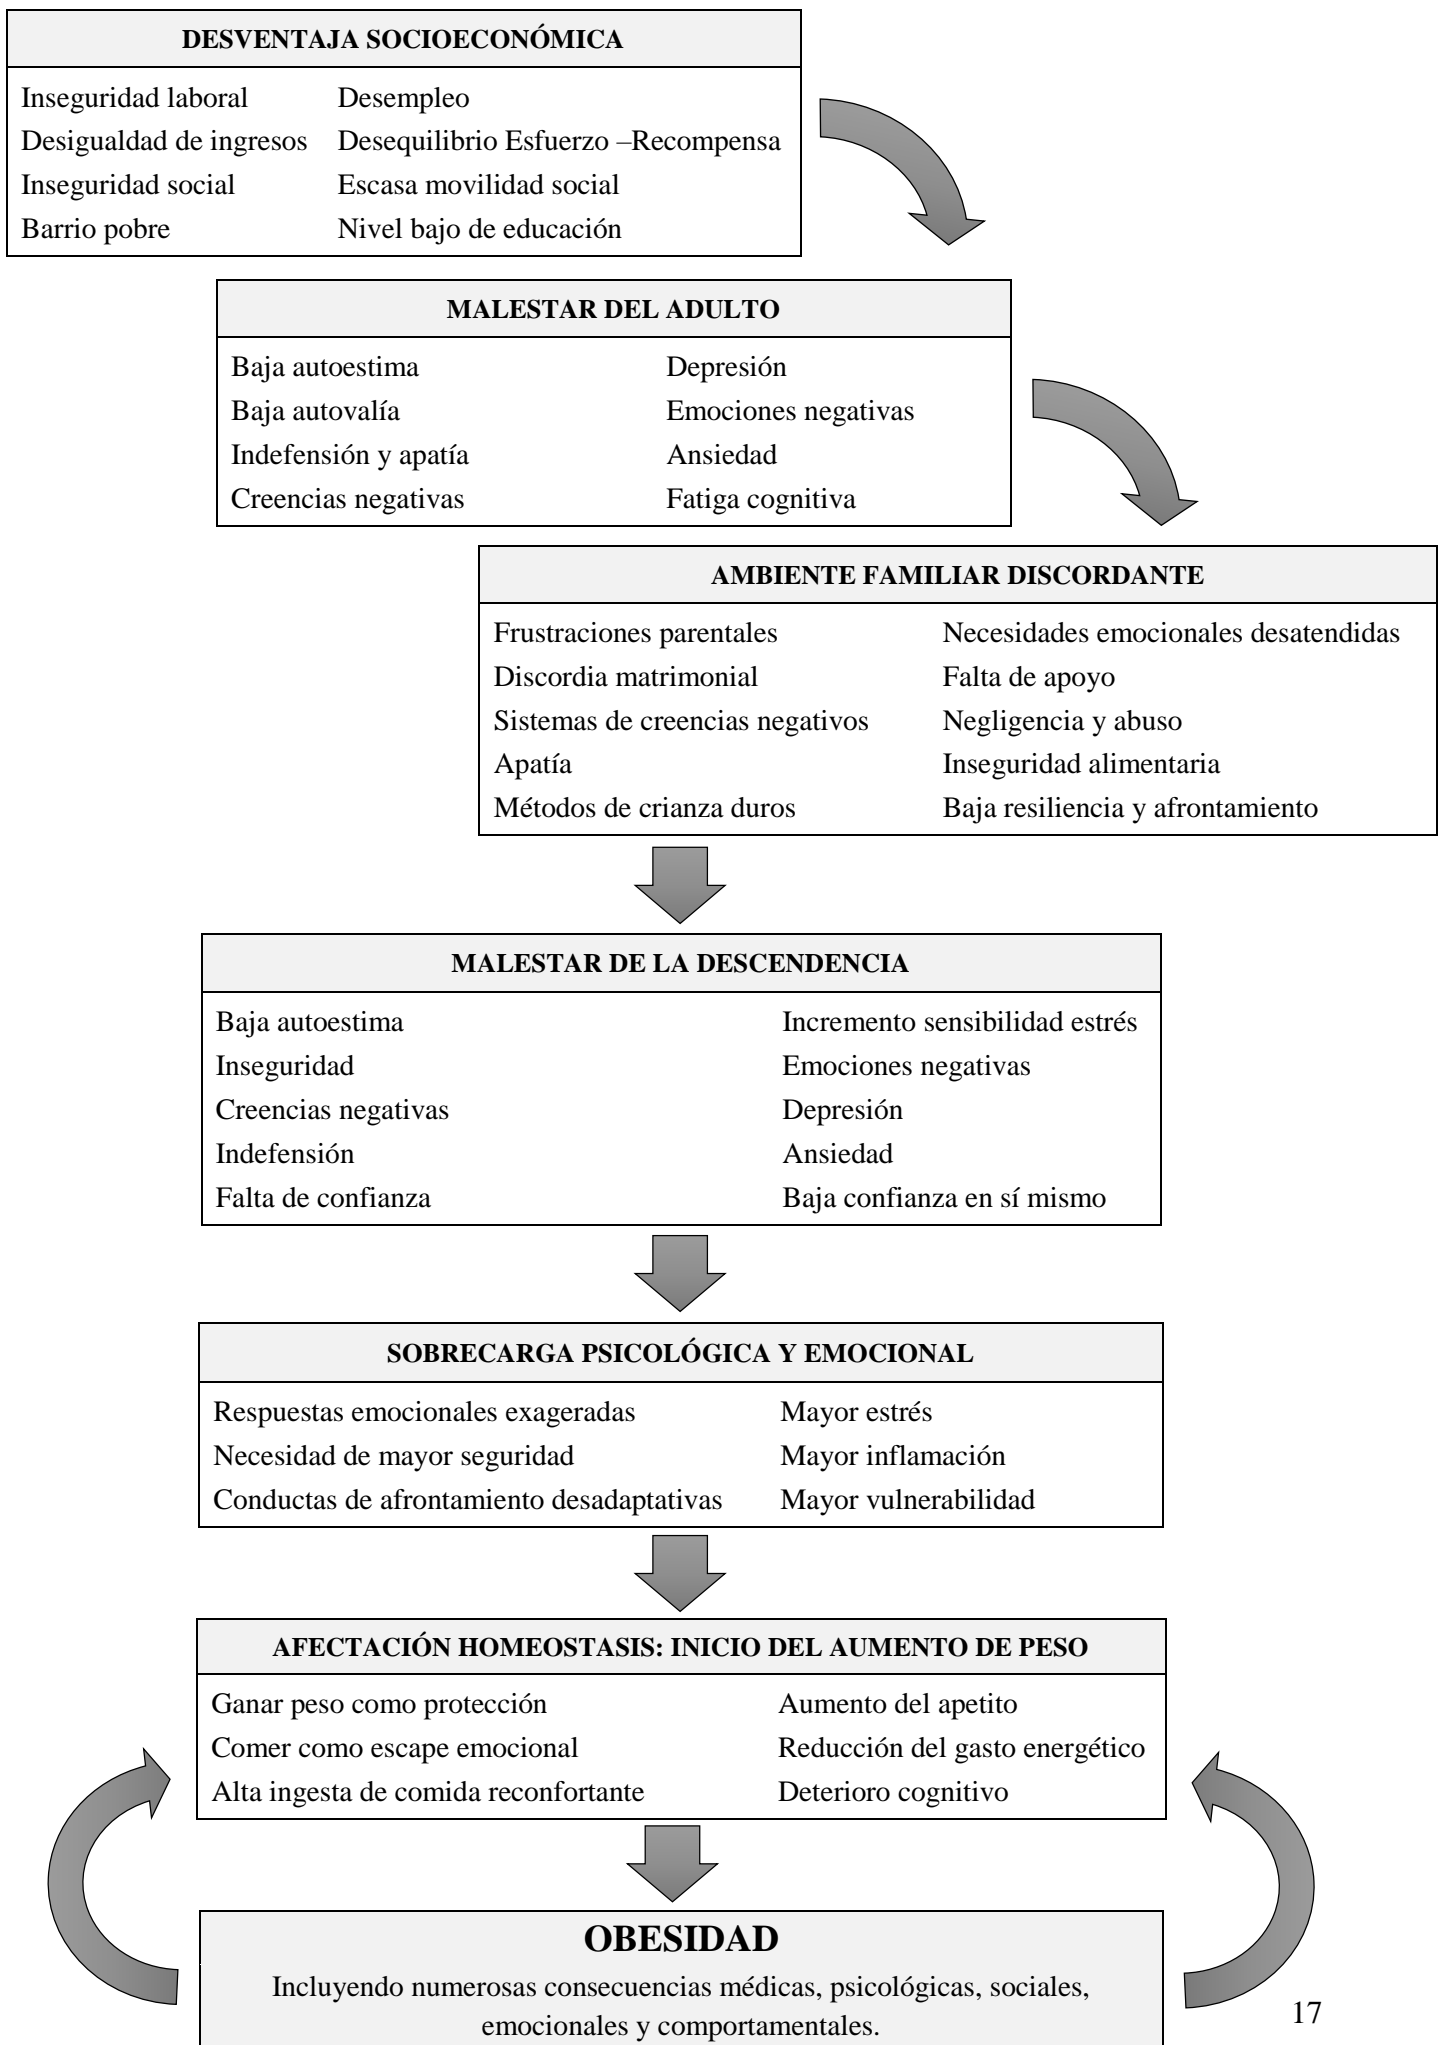 DESVENTAJA SOCIOECONÓMICA
Inseguridad laboral Desempleo
Desigualdad de ingresos Desequilibrio Esfuerzo –Recompensa
Inseguridad social Escasa movilidad social
Barrio pobre Nivel bajo de educación
MALESTAR DEL ADULTO
Baja autoestima Depresión
Baja autovalía Emociones negativas
Indefensión y apatía Ansiedad
Creencias negativas Fatiga cognitiva
AMBIENTE FAMILIAR DISCORDANTE
Frustraciones parentales Necesidades emocionales desatendidas
Discordia matrimonial Falta de apoyo
Sistemas de creencias negativos Negligencia y abuso
Apatía Inseguridad alimentaria
Métodos de crianza duros Baja resiliencia y afrontamiento
MALESTAR DE LA DESCENDENCIA
Baja autoestima Incremento sensibilidad estrés
Inseguridad Emociones negativas
Creencias negativas Depresión
Indefensión Ansiedad
Falta de confianza Baja confianza en sí mismo
SOBRECARGA PSICOLÓGICA Y EMOCIONAL
Respuestas emocionales exageradas Mayor estrés
Necesidad de mayor seguridad Mayor inflamación
Conductas de afrontamiento desadaptativas Mayor vulnerabilidad
AFECTACIÓN HOMEOSTASIS: INICIO DEL AUMENTO DE PESO
Ganar peso como protección Aumento del apetito
Comer como escape emocional Reducción del gasto energético
Alta ingesta de comida reconfortante Deterioro cognitivo
OBESIDAD
Incluyendo numerosas consecuencias médicas, psicológicas, sociales,
emocionales y comportamentales.
17